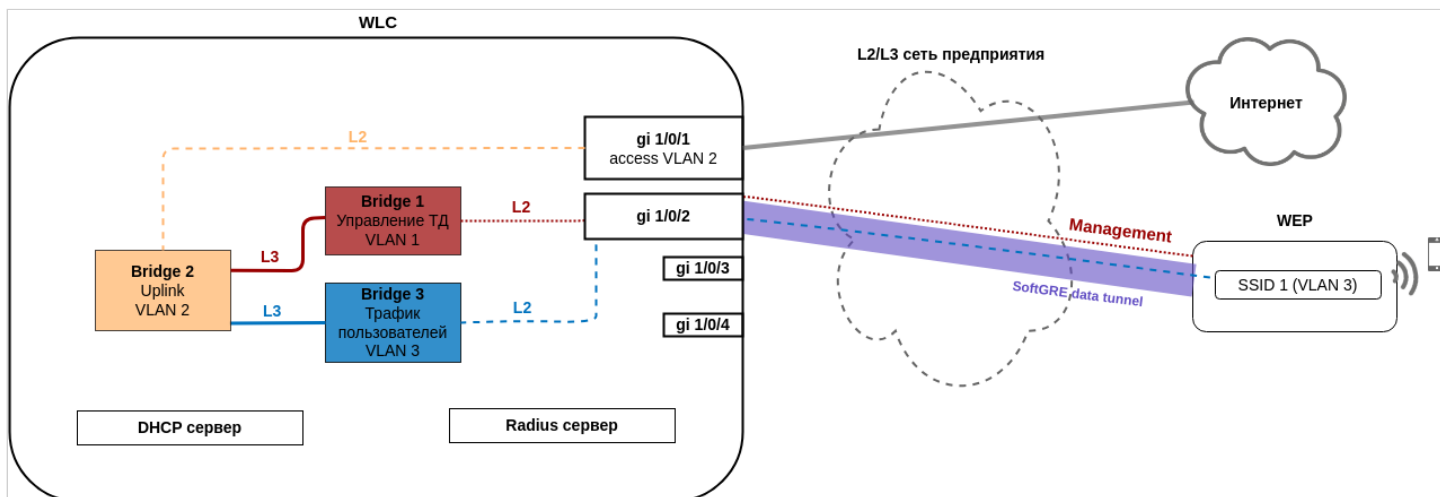 WLC
L2/L3 сеть предприятия
Интернет
L2
gi 1/0/1
access VLAN 2
Bridge 1
Управление ТД
VLAN 1
L2
gi 1/0/2
Management
WEP
L3
Bridge 2
Uplink
VLAN 2
gi 1/0/3
SSID 1 (VLAN 3)
SoftGRE data tunnel
L3
Bridge 3
Трафик
пользователей
VLAN 3
L2
gi 1/0/4
DHCP сервер
Radius сервер